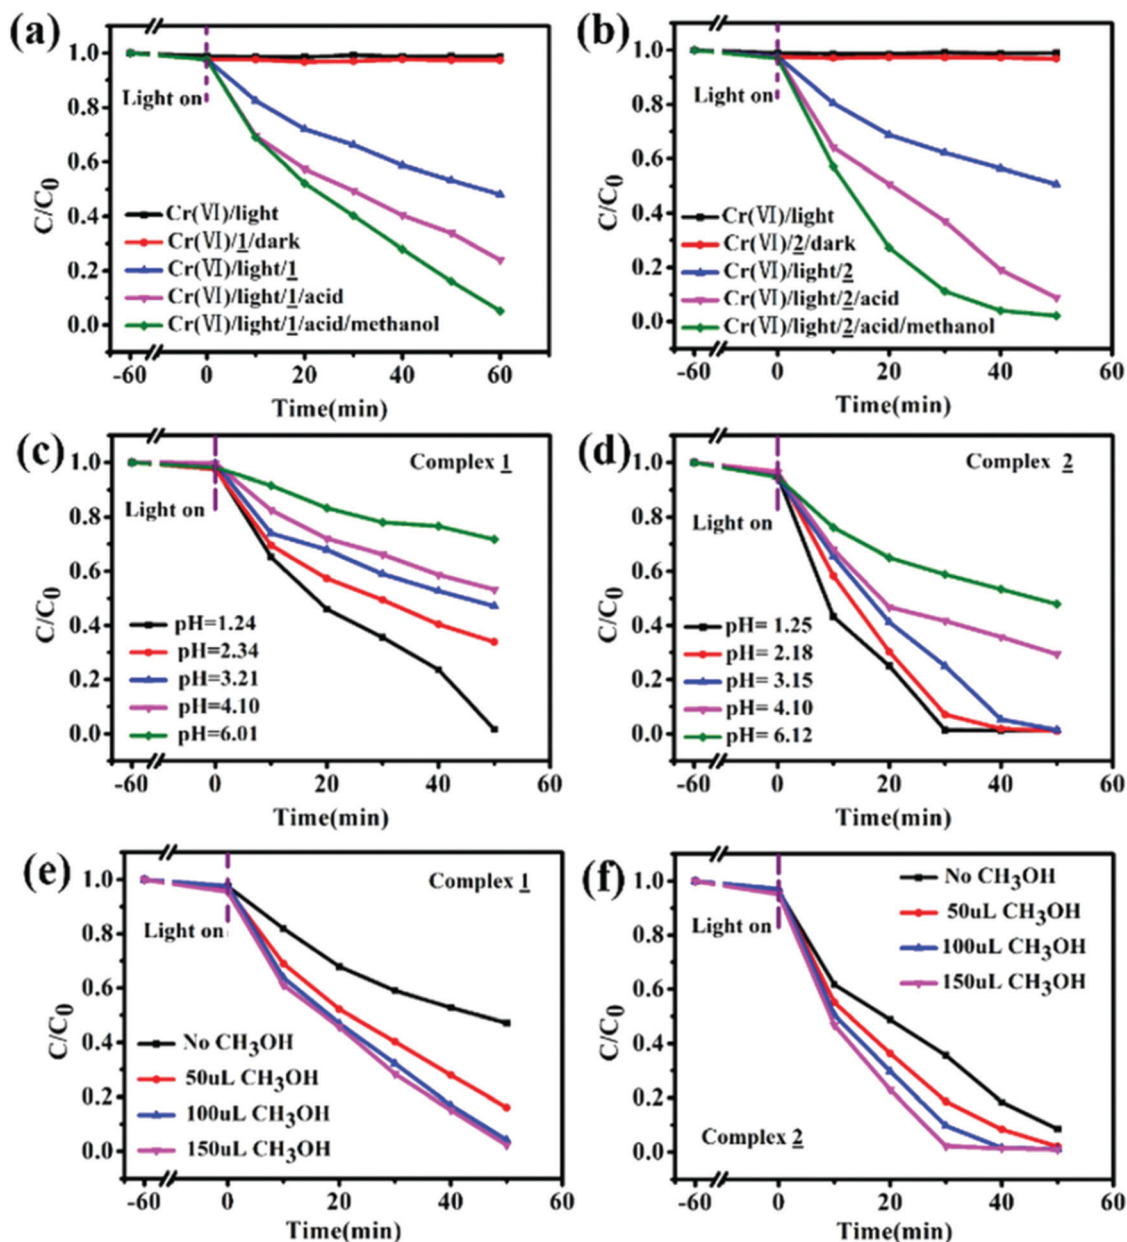 (a)
1.0
0.8
0.6
0.4
0.2
0.0
C/C0
Light on
Cr(Ⅵ)/light
Cr(Ⅵ)/1/dark
Cr(Ⅵ)/light/1
Cr(Ⅵ)/light/1/acid
Cr(Ⅵ)/light/1/acid/methanol
-60 0 20 40 60
Time(min)
(b)
1.0
0.8
0.6
0.4
0.2
0.0
C/C0
Light on
Cr(Ⅵ)/light
Cr(Ⅵ)/2/dark
Cr(Ⅵ)/light/2
Cr(Ⅵ)/light/2/acid
Cr(Ⅵ)/light/2/acid/methanol
-60 0 20 40 60
Time(min)
(c)
Complex 1
1.0
0.8
0.6
0.4
0.2
0.0
C/C0
Light on
pH=1.24
pH=2.34
pH=3.21
pH=4.10
pH=6.01
-60 0 20 40 60
Time(min)
(d)
Complex 2
1.0
0.8
0.6
0.4
0.2
0.0
C/C0
Light on
pH= 1.25
pH= 2.18
pH= 3.15
pH= 4.10
pH= 6.12
-60 0 20 40 60
Time(min)
(e)
Complex 1
1.0
0.8
0.6
0.4
0.2
0.0
C/C0
Light on
No CH3OH
50uL CH3OH
100uL CH3OH
150uL CH3OH
-60 0 20 40 60
Time(min)
(f)
No CH3OH
50uL CH3OH
100uL CH3OH
150uL CH3OH
1.0
0.8
0.6
0.4
0.2
0.0
C/C0
Light on
Complex 2
-60 0 20 40 60
Time(min)